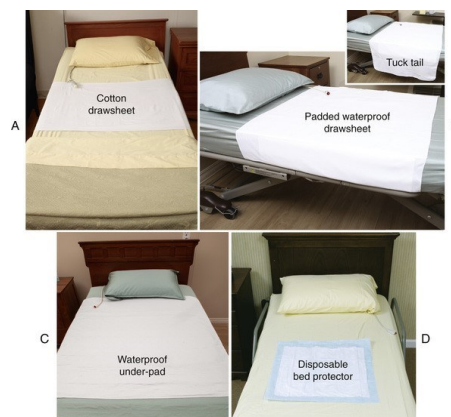 Tuck tail
Cotton
drawsheet
Padded waterproof
drawsheet
A
Waterproof
under-pad
C
Disposable
bed protector
D